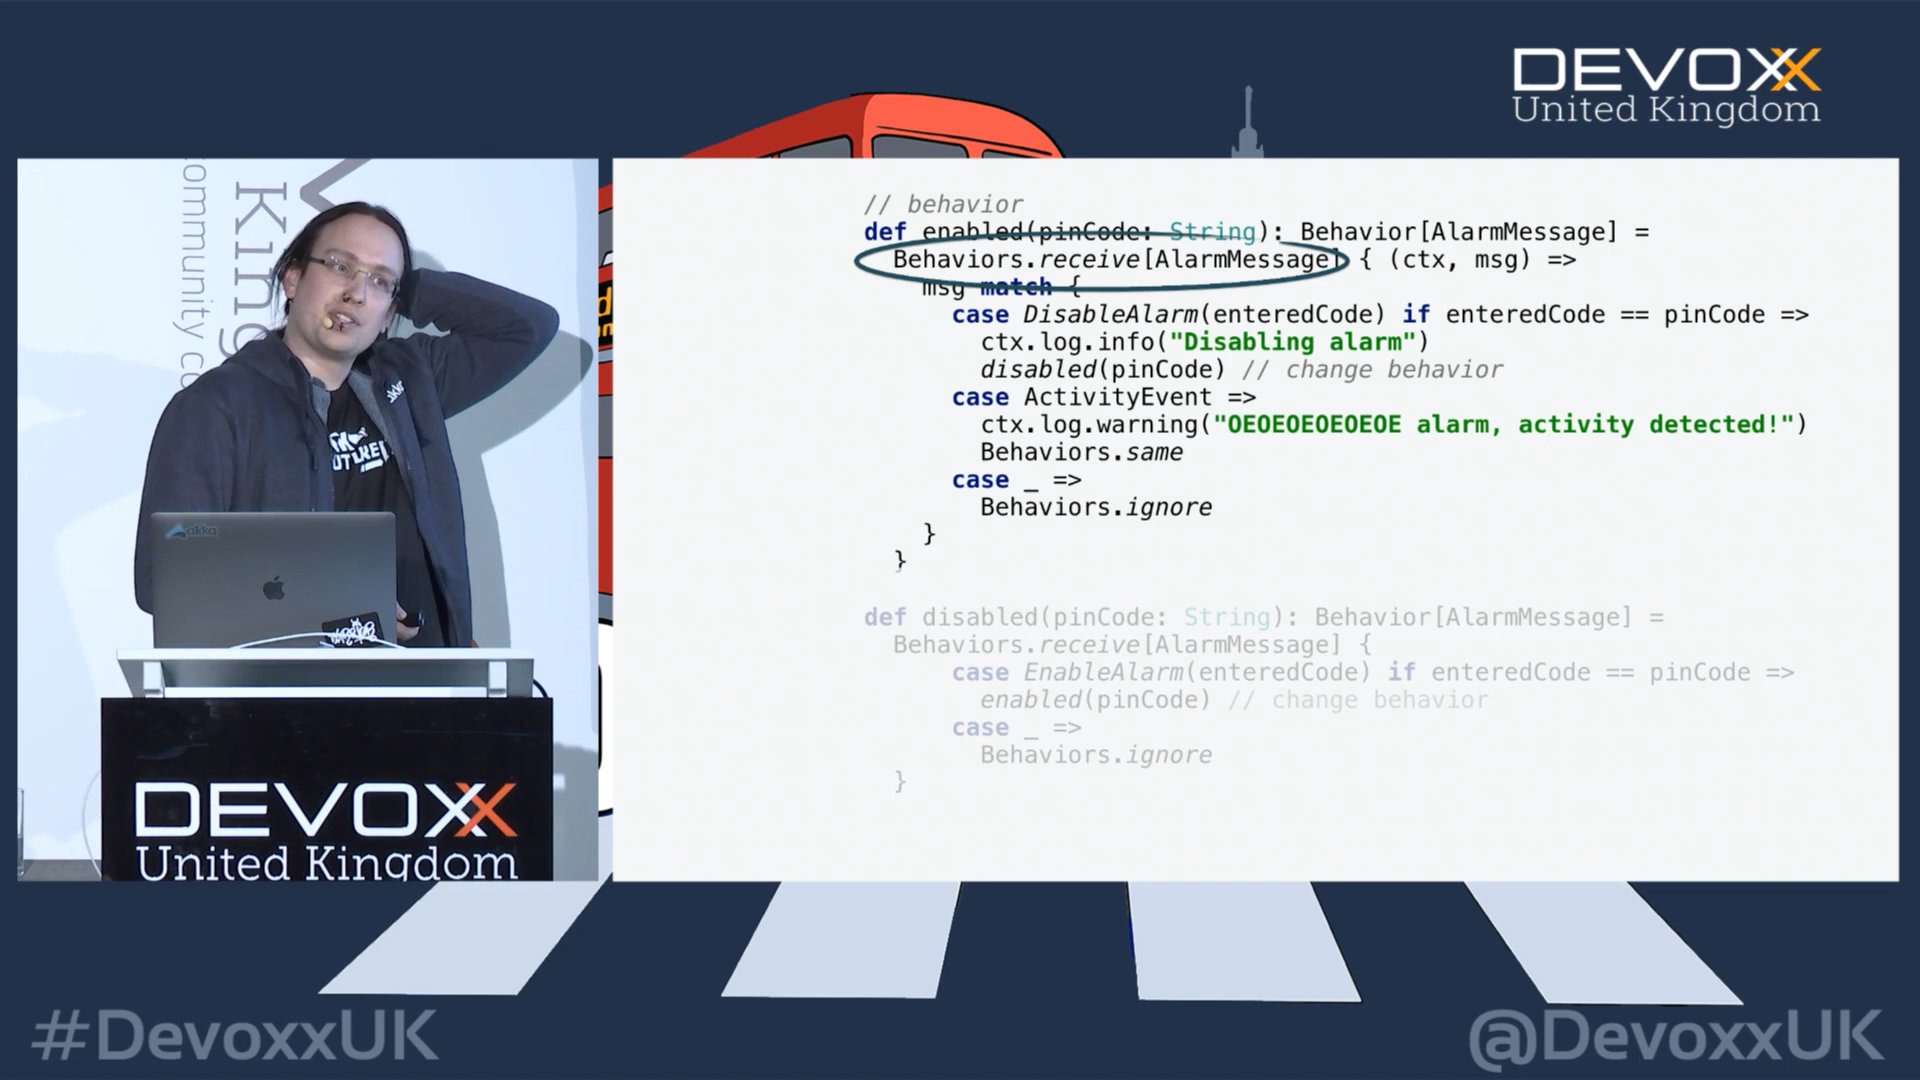 DEVOXX
United Kingdom
// behavior
def enabled(pinCode: String): Behavior[AlarmMessage] =
Behaviors.receive[AlarmMessage] { (ctx, msg) =>
msg match {
case DisableAlarm(enteredCode) if enteredCode == pinCode =>
ctx.log.info("Disabling alarm")
disabled(pinCode) // change behavior
case ActivityEvent =>
ctx.log.warning("OEOEOEOEOEOE alarm, activity detected!")
Behaviors.same
case _ =>
Behaviors.ignore
}
}
def disabled(pinCode: String): Behavior[AlarmMessage] =
Behaviors.receive[AlarmMessage] {
case EnableAlarm(enteredCode) if enteredCode == pinCode =>
enabled(pinCode) // change behavior
case _ =>
Behaviors.ignore
}
akka
DEVOXX
United Kingdom
#DevoxxUK
@DevoxxUK